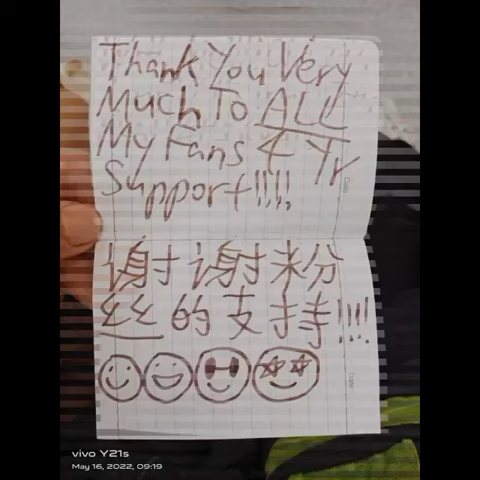 Thank You Very
Much To ALL
My Fans 4 Yr
Support!!!!
谢谢粉
丝的支持!!!!
vivo Y21s
May 16, 2022, 09:19